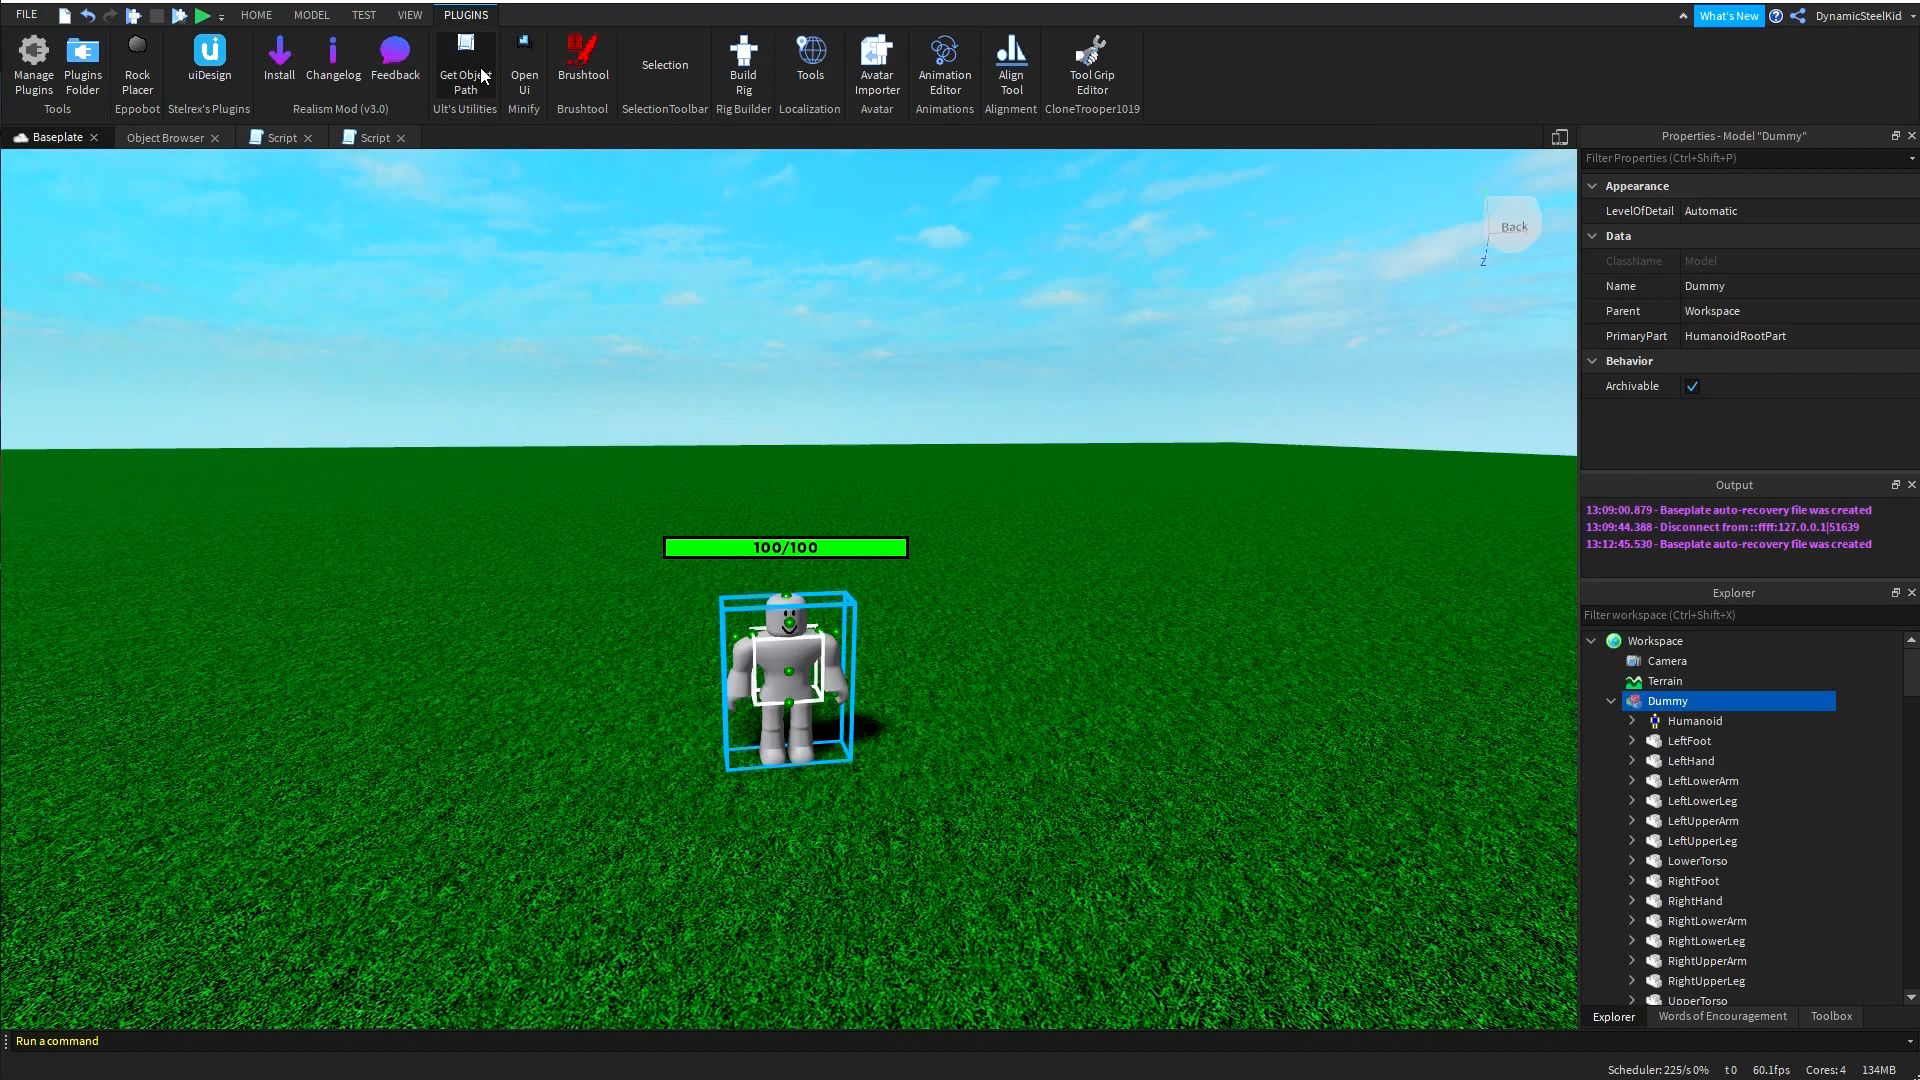 FILE
HOME
MODEL
TEST
VIEW
PLUGINS
What's New
DynamicSteelKid
Manage Plugins
Plugins Folder
Tools
Rock Placer
Eppobot
uiDesign
Stelrex's Plugins
Install
Changelog
Feedback
Realism Mod (v3.0)
Get Object Path
Ult's Utilities
Open Ui
Minify
Brushtool
Brushtool
Selection
SelectionToolbar
Build Rig
Rig Builder
Tools
Localization
Avatar Importer
Avatar
Animation Editor
Animations
Align Tool
Alignment
Tool Grip Editor
CloneTrooper1019
Baseplate
Object Browser
Script
Script
Back
Z
100/100
Properties - Model "Dummy"
Filter Properties (Ctrl+Shift+P)
Appearance
LevelOfDetail Automatic
Data
ClassName Model
Name Dummy
Parent Workspace
PrimaryPart HumanoidRootPart
Behavior
Archivable
Output
13:09:00.879 - Baseplate auto-recovery file was created
13:09:44.388 - Disconnect from ::ffff:127.0.0.1|51639
13:12:45.530 - Baseplate auto-recovery file was created
Explorer
Filter workspace (Ctrl+Shift+X)
Workspace
Camera
Terrain
Dummy
Humanoid
LeftFoot
LeftHand
LeftLowerArm
LeftLowerLeg
LeftUpperArm
LeftUpperLeg
LowerTorso
RightFoot
RightHand
RightLowerArm
RightLowerLeg
RightUpperArm
RightUpperLeg
UpperTorso
Explorer
Words of Encouragement
Toolbox
Run a command
Scheduler: 225/s 0% t 0 60.1fps Cores: 4 134MB